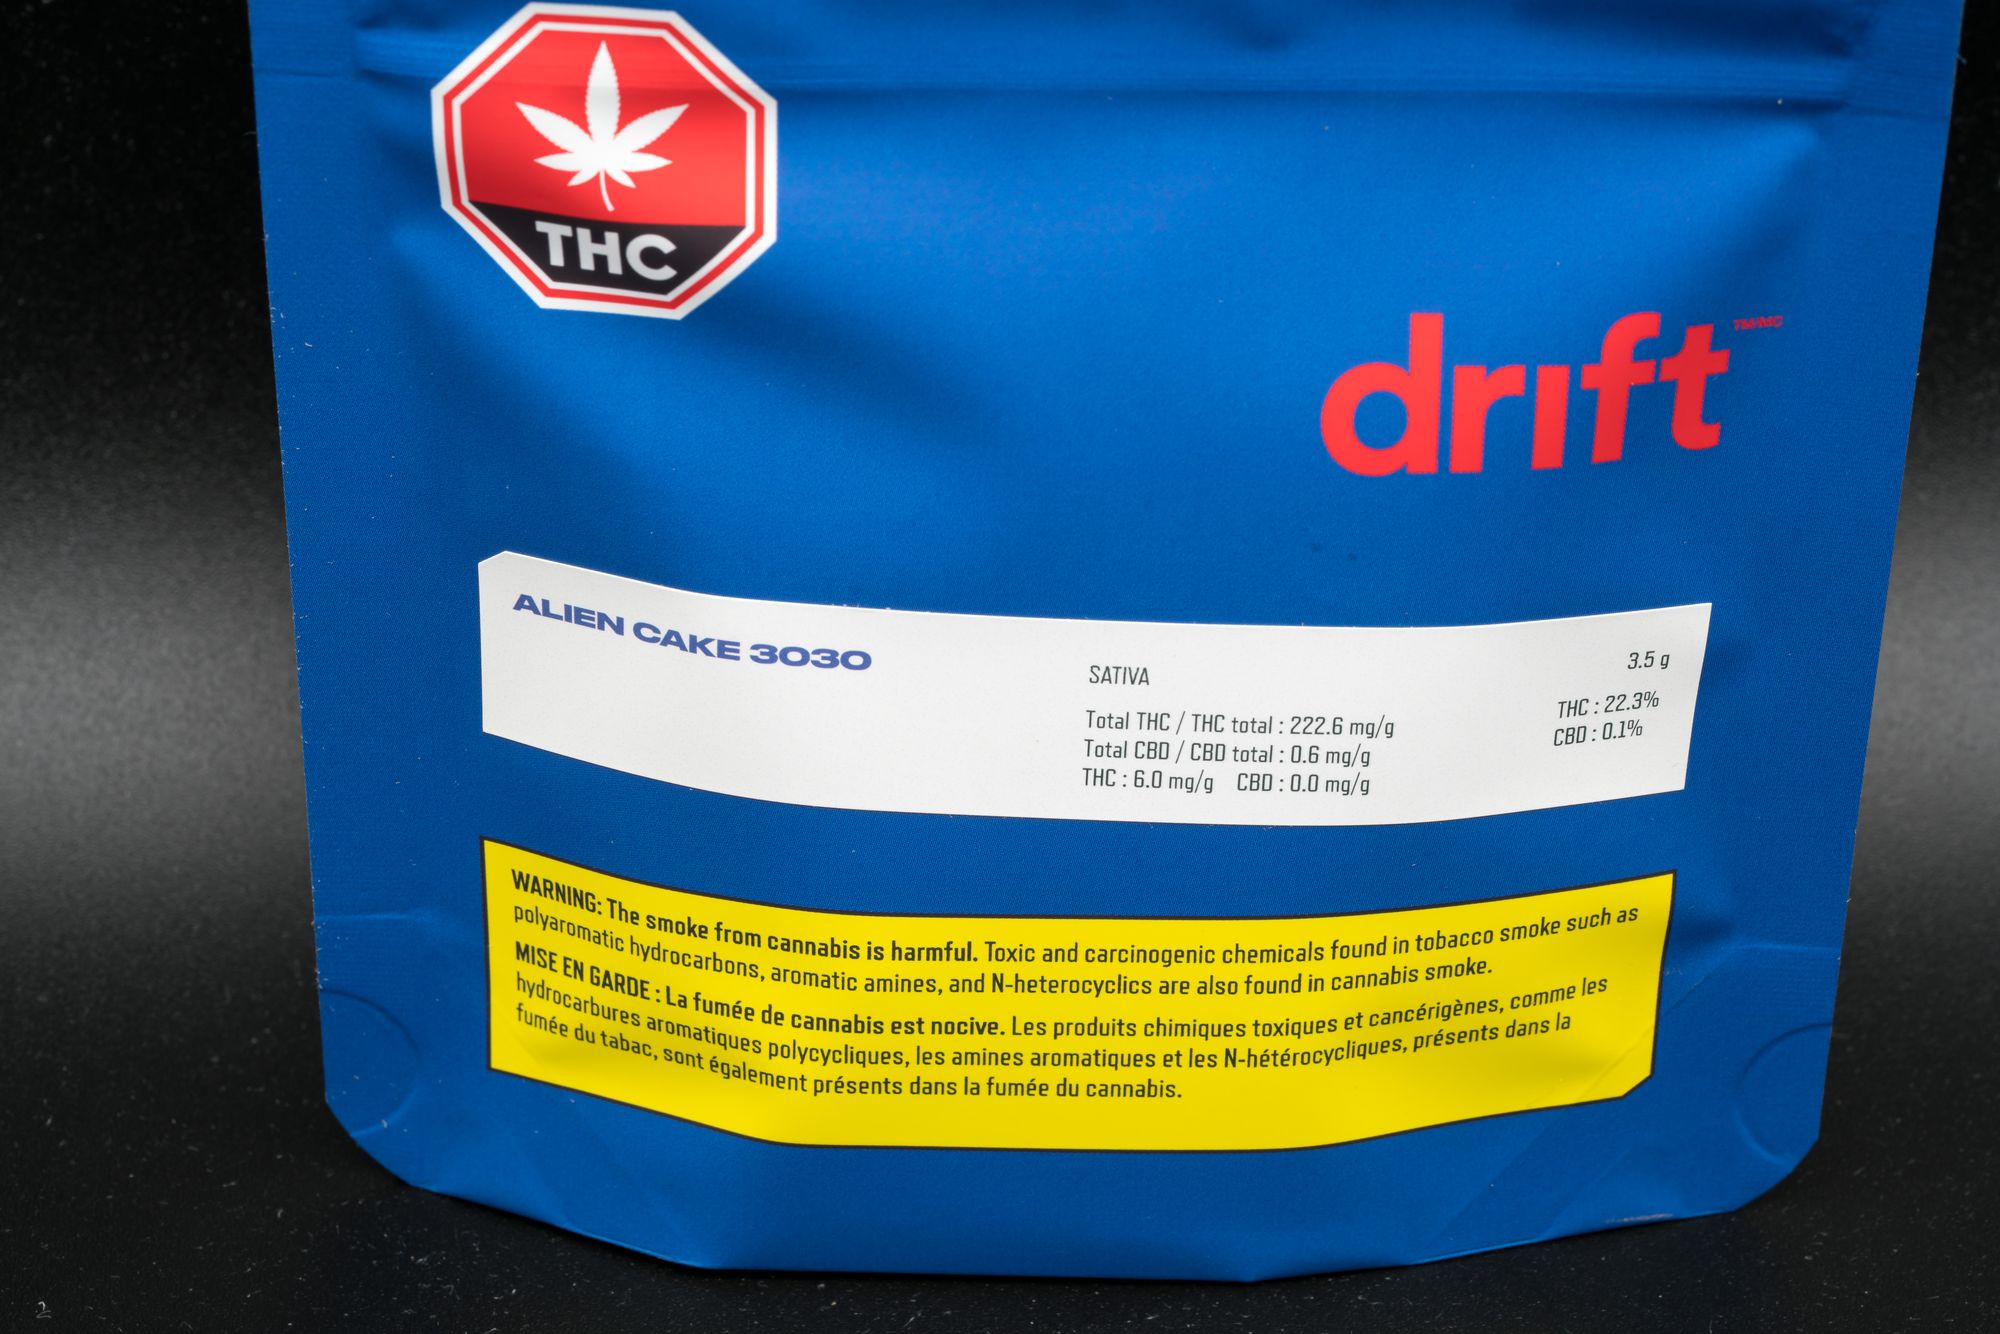 THC
drift TM/MC
ALIEN CAKE 3030
SATIVA
3.5 g
Total THC / THC total : 222.6 mg/g
Total CBD / CBD total : 0.6 mg/g
THC : 6.0 mg/g CBD : 0.0 mg/g
THC : 22.3%
CBD : 0.1%
WARNING: The smoke from cannabis is harmful. Toxic and carcinogenic chemicals found in tobacco smoke such as
polyaromatic hydrocarbons, aromatic amines, and N-heterocyclics are also found in cannabis smoke.
MISE EN GARDE : La fumée de cannabis est nocive. Les produits chimiques toxiques et cancérigènes, comme les
hydrocarbures aromatiques polycycliques, les amines aromatiques et les N-hétérocycliques, présents dans la
fumée du tabac, sont également présents dans la fumée du cannabis.